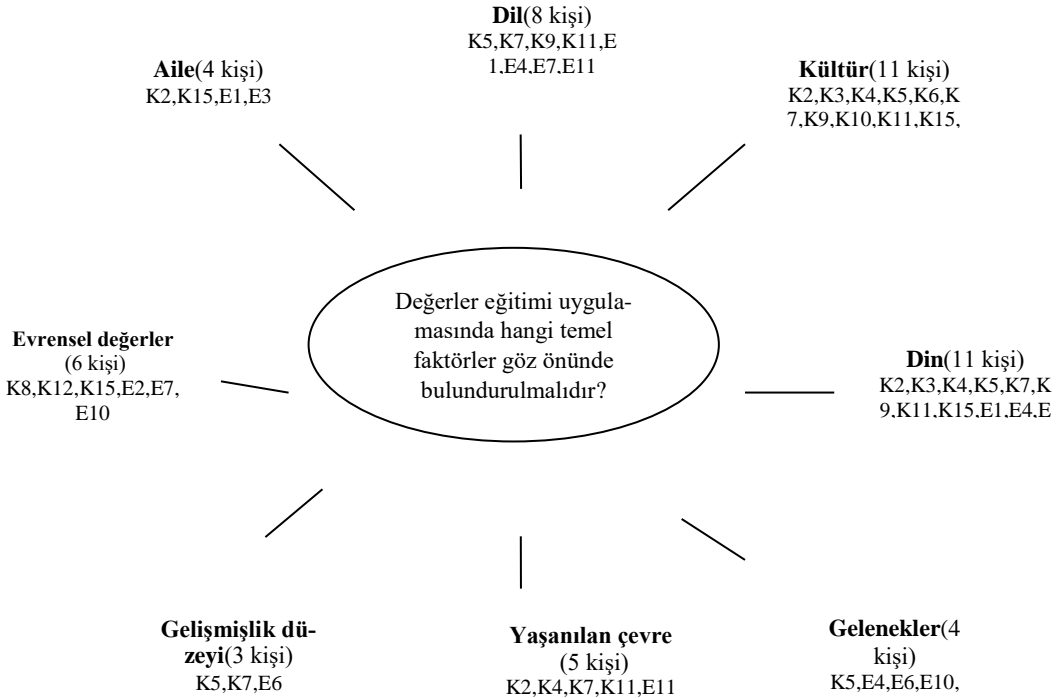 Dil(8 kişi)
K5,K7,K9,K11,E
1,E4,E7,E11
Aile(4 kişi)
K2,K15,E1,E3
Kültür(11 kişi)
K2,K3,K4,K5,K6,K
7,K9,K10,K11,K15,
Değerler eğitimi uygula-
masında hangi temel
faktörler göz önünde
bulundurulmalıdır?
Evrensel değerler
(6 kişi)
K8,K12,K15,E2,E7,
E10
Din(11 kişi)
K2,K3,K4,K5,K7,K
9,K11,K15,E1,E4,E
Gelişmişlik dü-
zeyi(3 kişi)
K5,K7,E6
Yaşanılan çevre
(5 kişi)
K2,K4,K7,K11,E11
Gelenekler(4
kişi)
K5,E4,E6,E10,